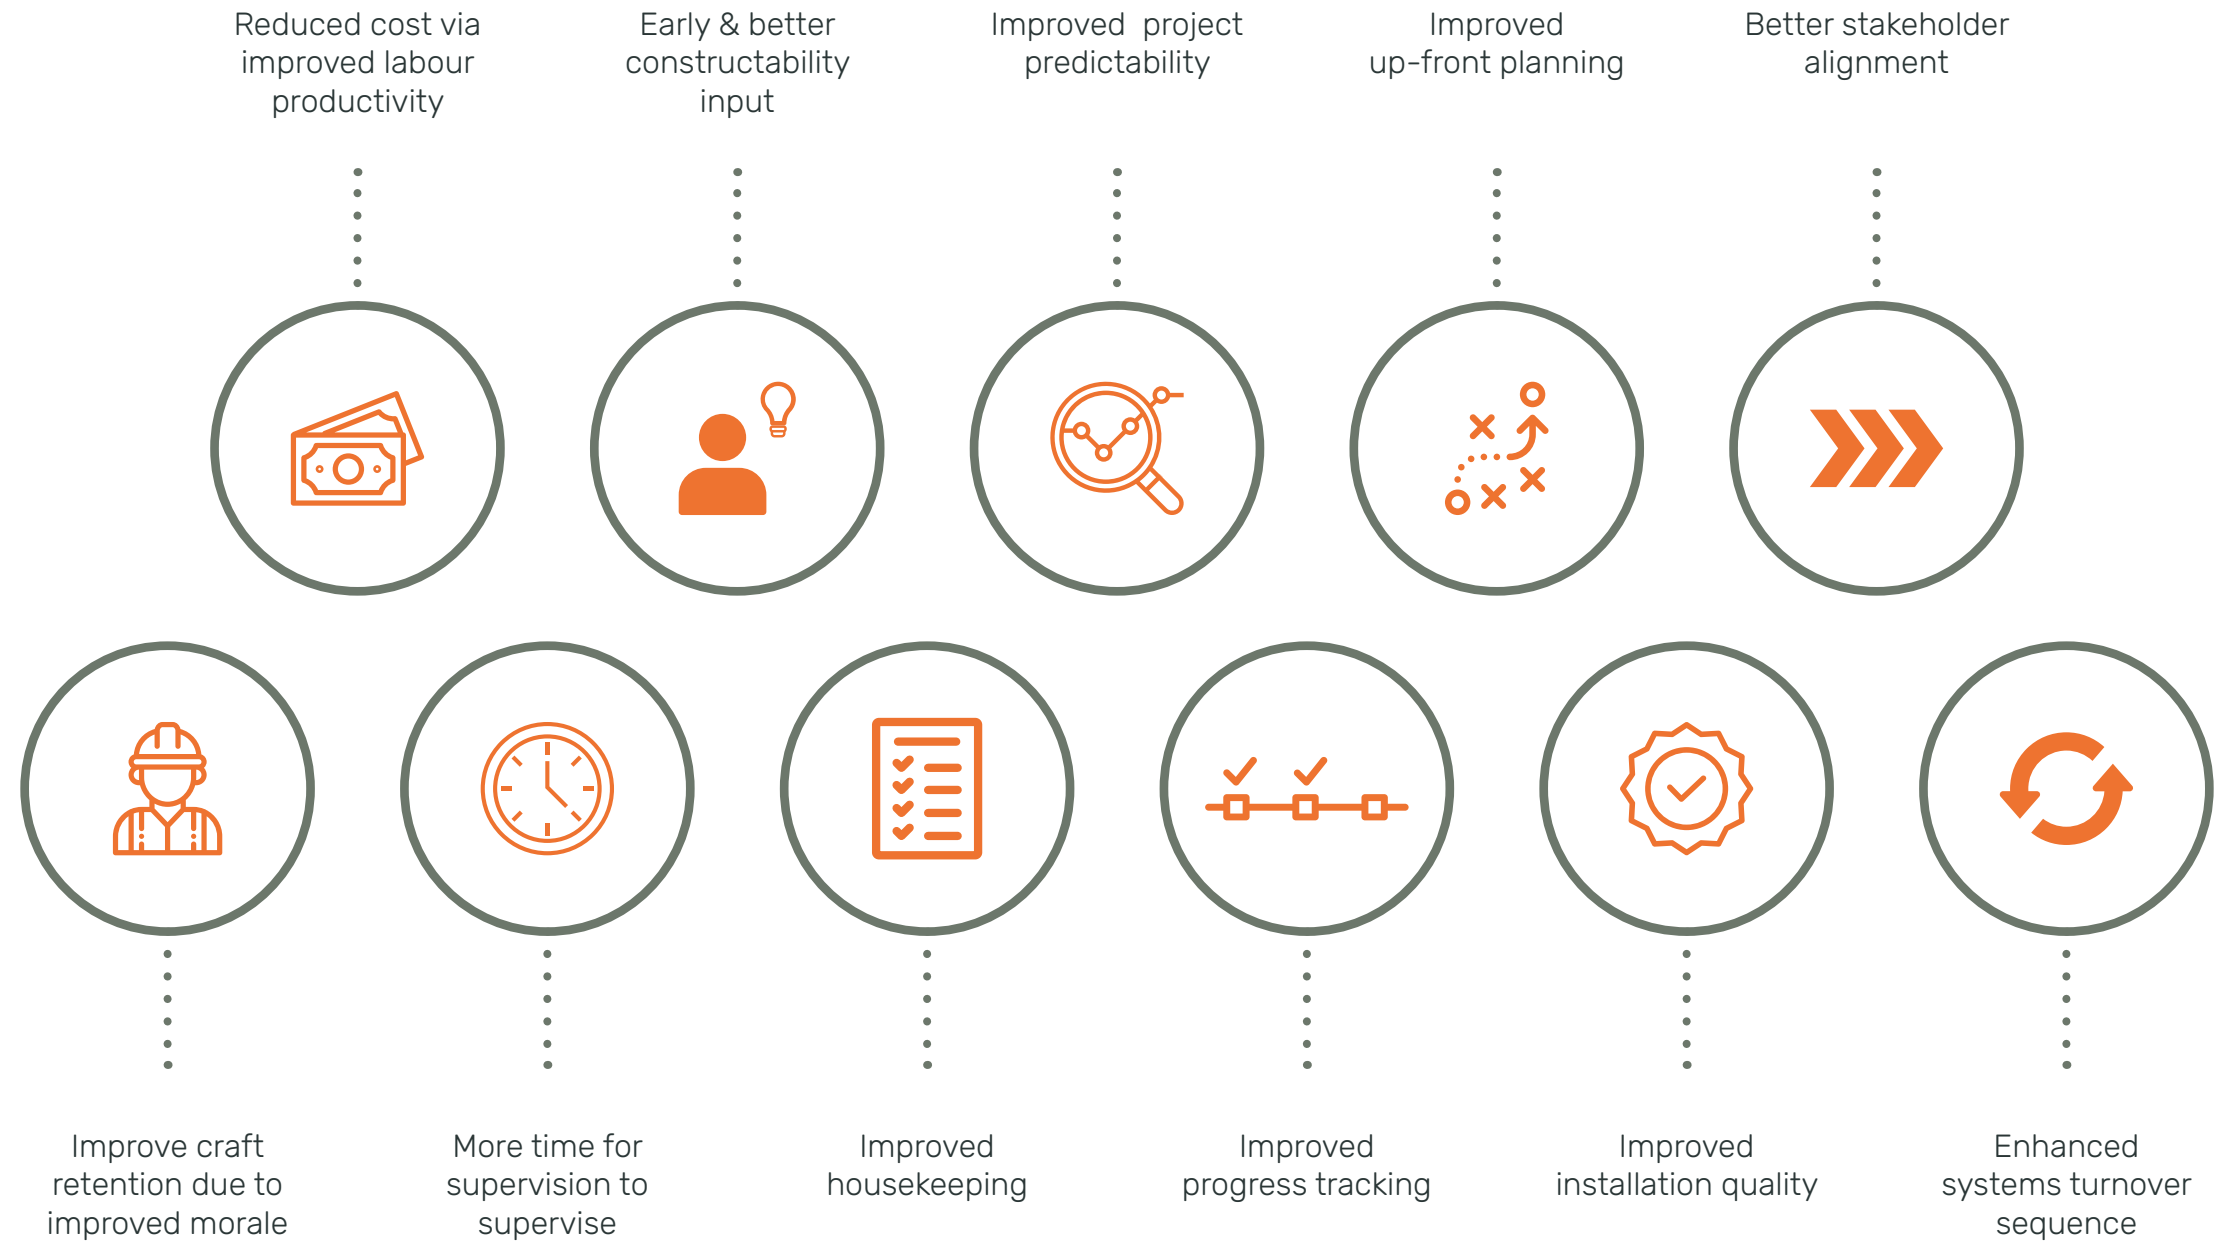 Reduced cost via
improved labour
productivity
Early & better
constructability
input
Improved project
predictability
Improved
up-front planning
Better stakeholder
alignment
Improve craft
retention due to
improved morale
More time for
supervision to
supervise
Improved
housekeeping
Improved
progress tracking
Improved
installation quality
Enhanced
systems turnover
sequence